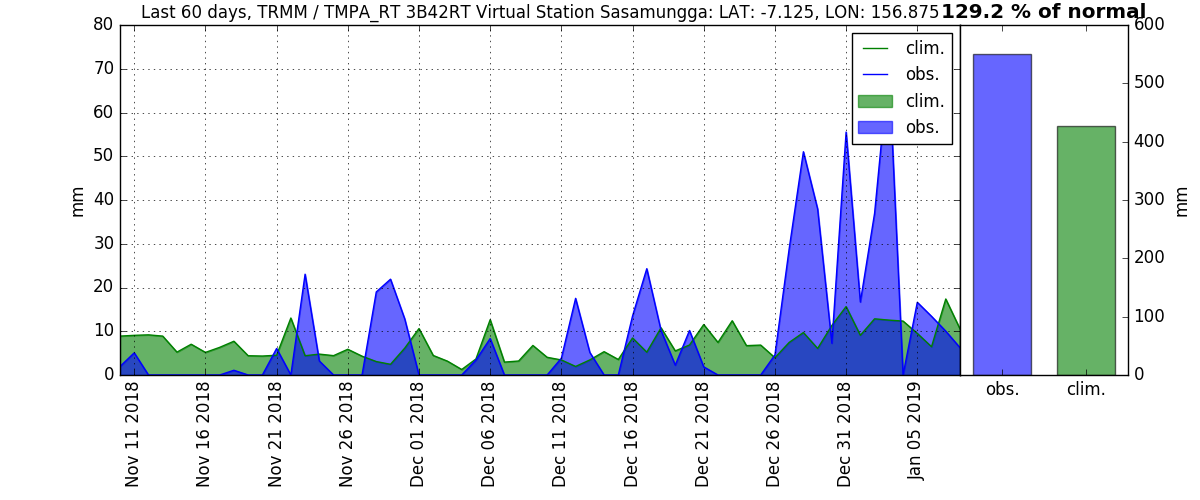 Last 60 days, TRMM / TMPA_RT 3B42RT Virtual Station Sasamungga: LAT: -7.125, LON: 156.875
129.2 % of normal
80
70
60
50
40
30
20
10
0
mm
clim.
obs.
clim.
obs.
600
500
400
300
200
100
0
mm
obs.
clim.
Nov 11 2018
Nov 16 2018
Nov 21 2018
Nov 26 2018
Dec 01 2018
Dec 06 2018
Dec 11 2018
Dec 16 2018
Dec 21 2018
Dec 26 2018
Dec 31 2018
Jan 05 2019